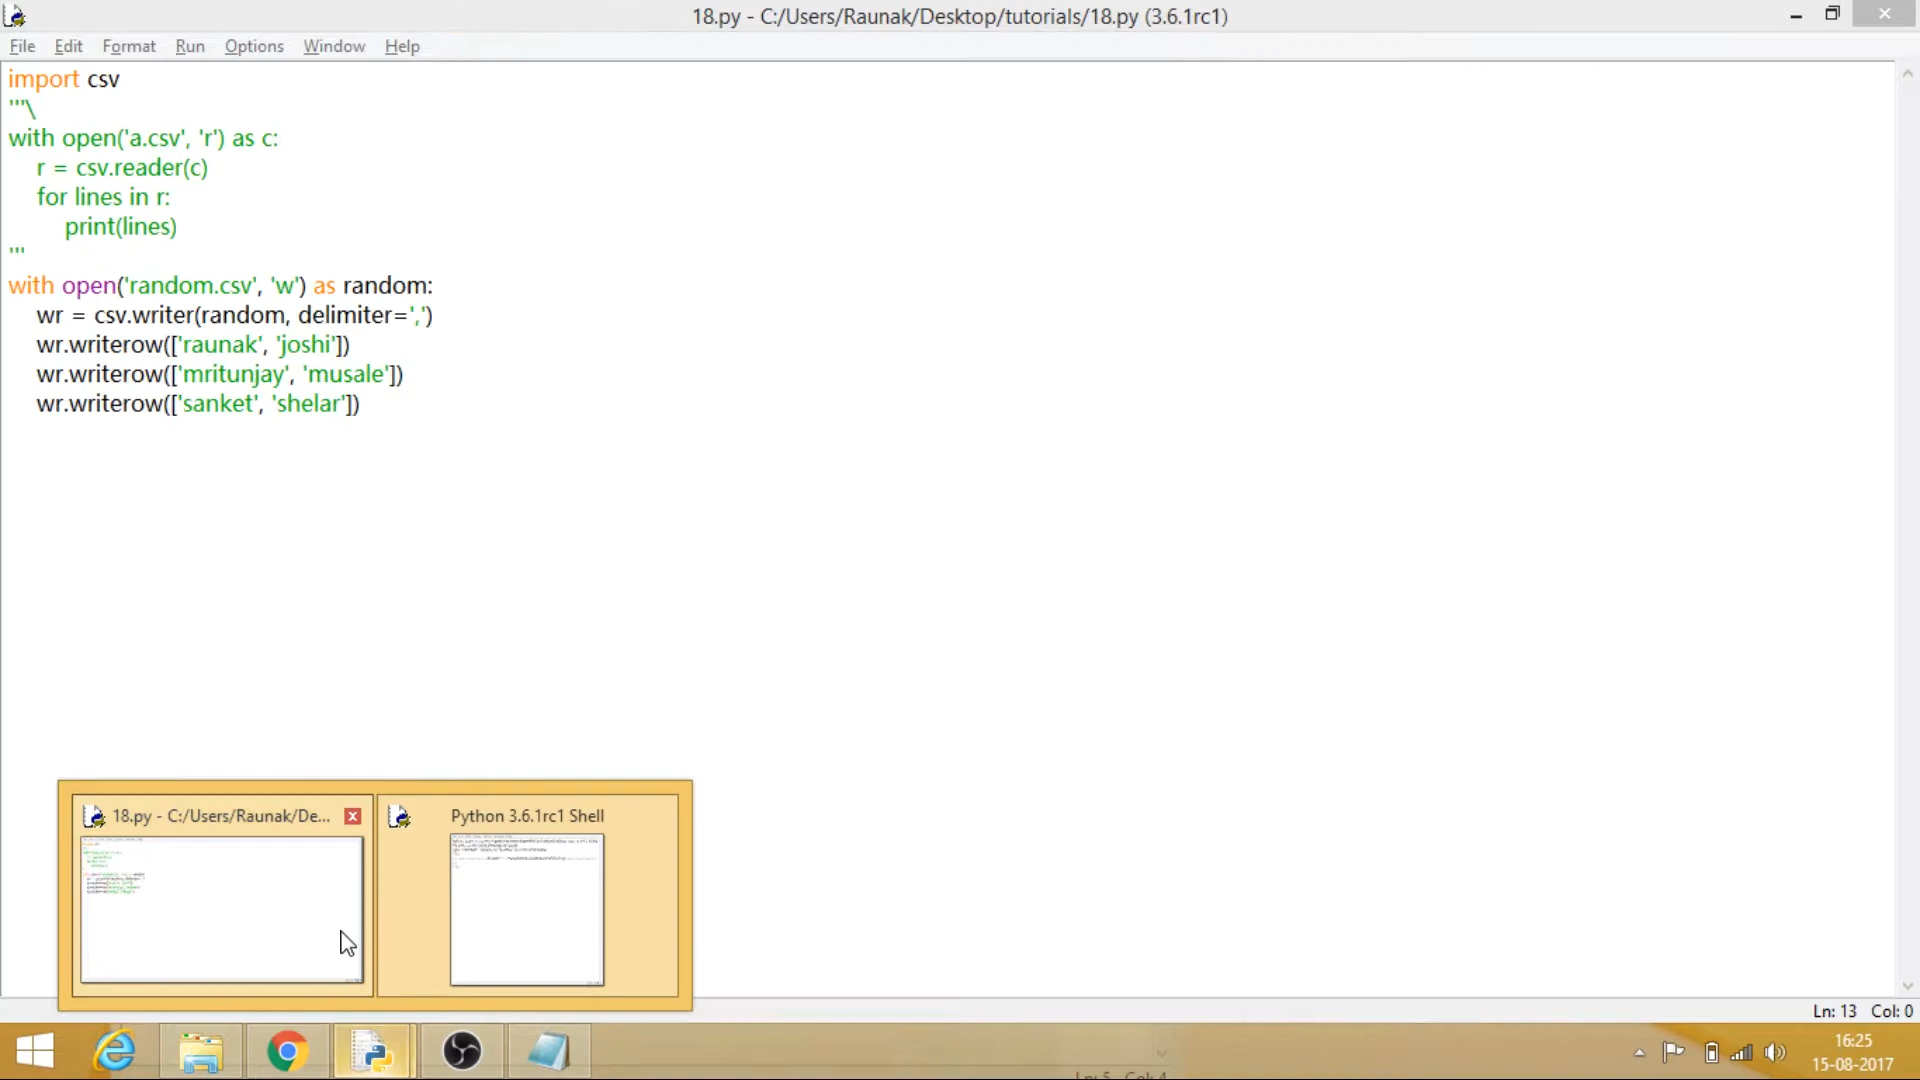 18.py - C:/Users/Raunak/Desktop/tutorials/18.py (3.6.1rc1)
File Edit Format Run Options Window Help
import csv
'''\
with open('a.csv', 'r') as c:
    r = csv.reader(c)
    for lines in r:
        print(lines)
'''
with open('random.csv', 'w') as random:
    wr = csv.writer(random, delimiter=',')
    wr.writerow(['raunak', 'joshi'])
    wr.writerow(['mritunjay', 'musale'])
    wr.writerow(['sanket', 'shelar'])
18.py - C:/Users/Raunak/De...
Python 3.6.1rc1 Shell
Ln: 13 Col: 0
16:25
15-08-2017